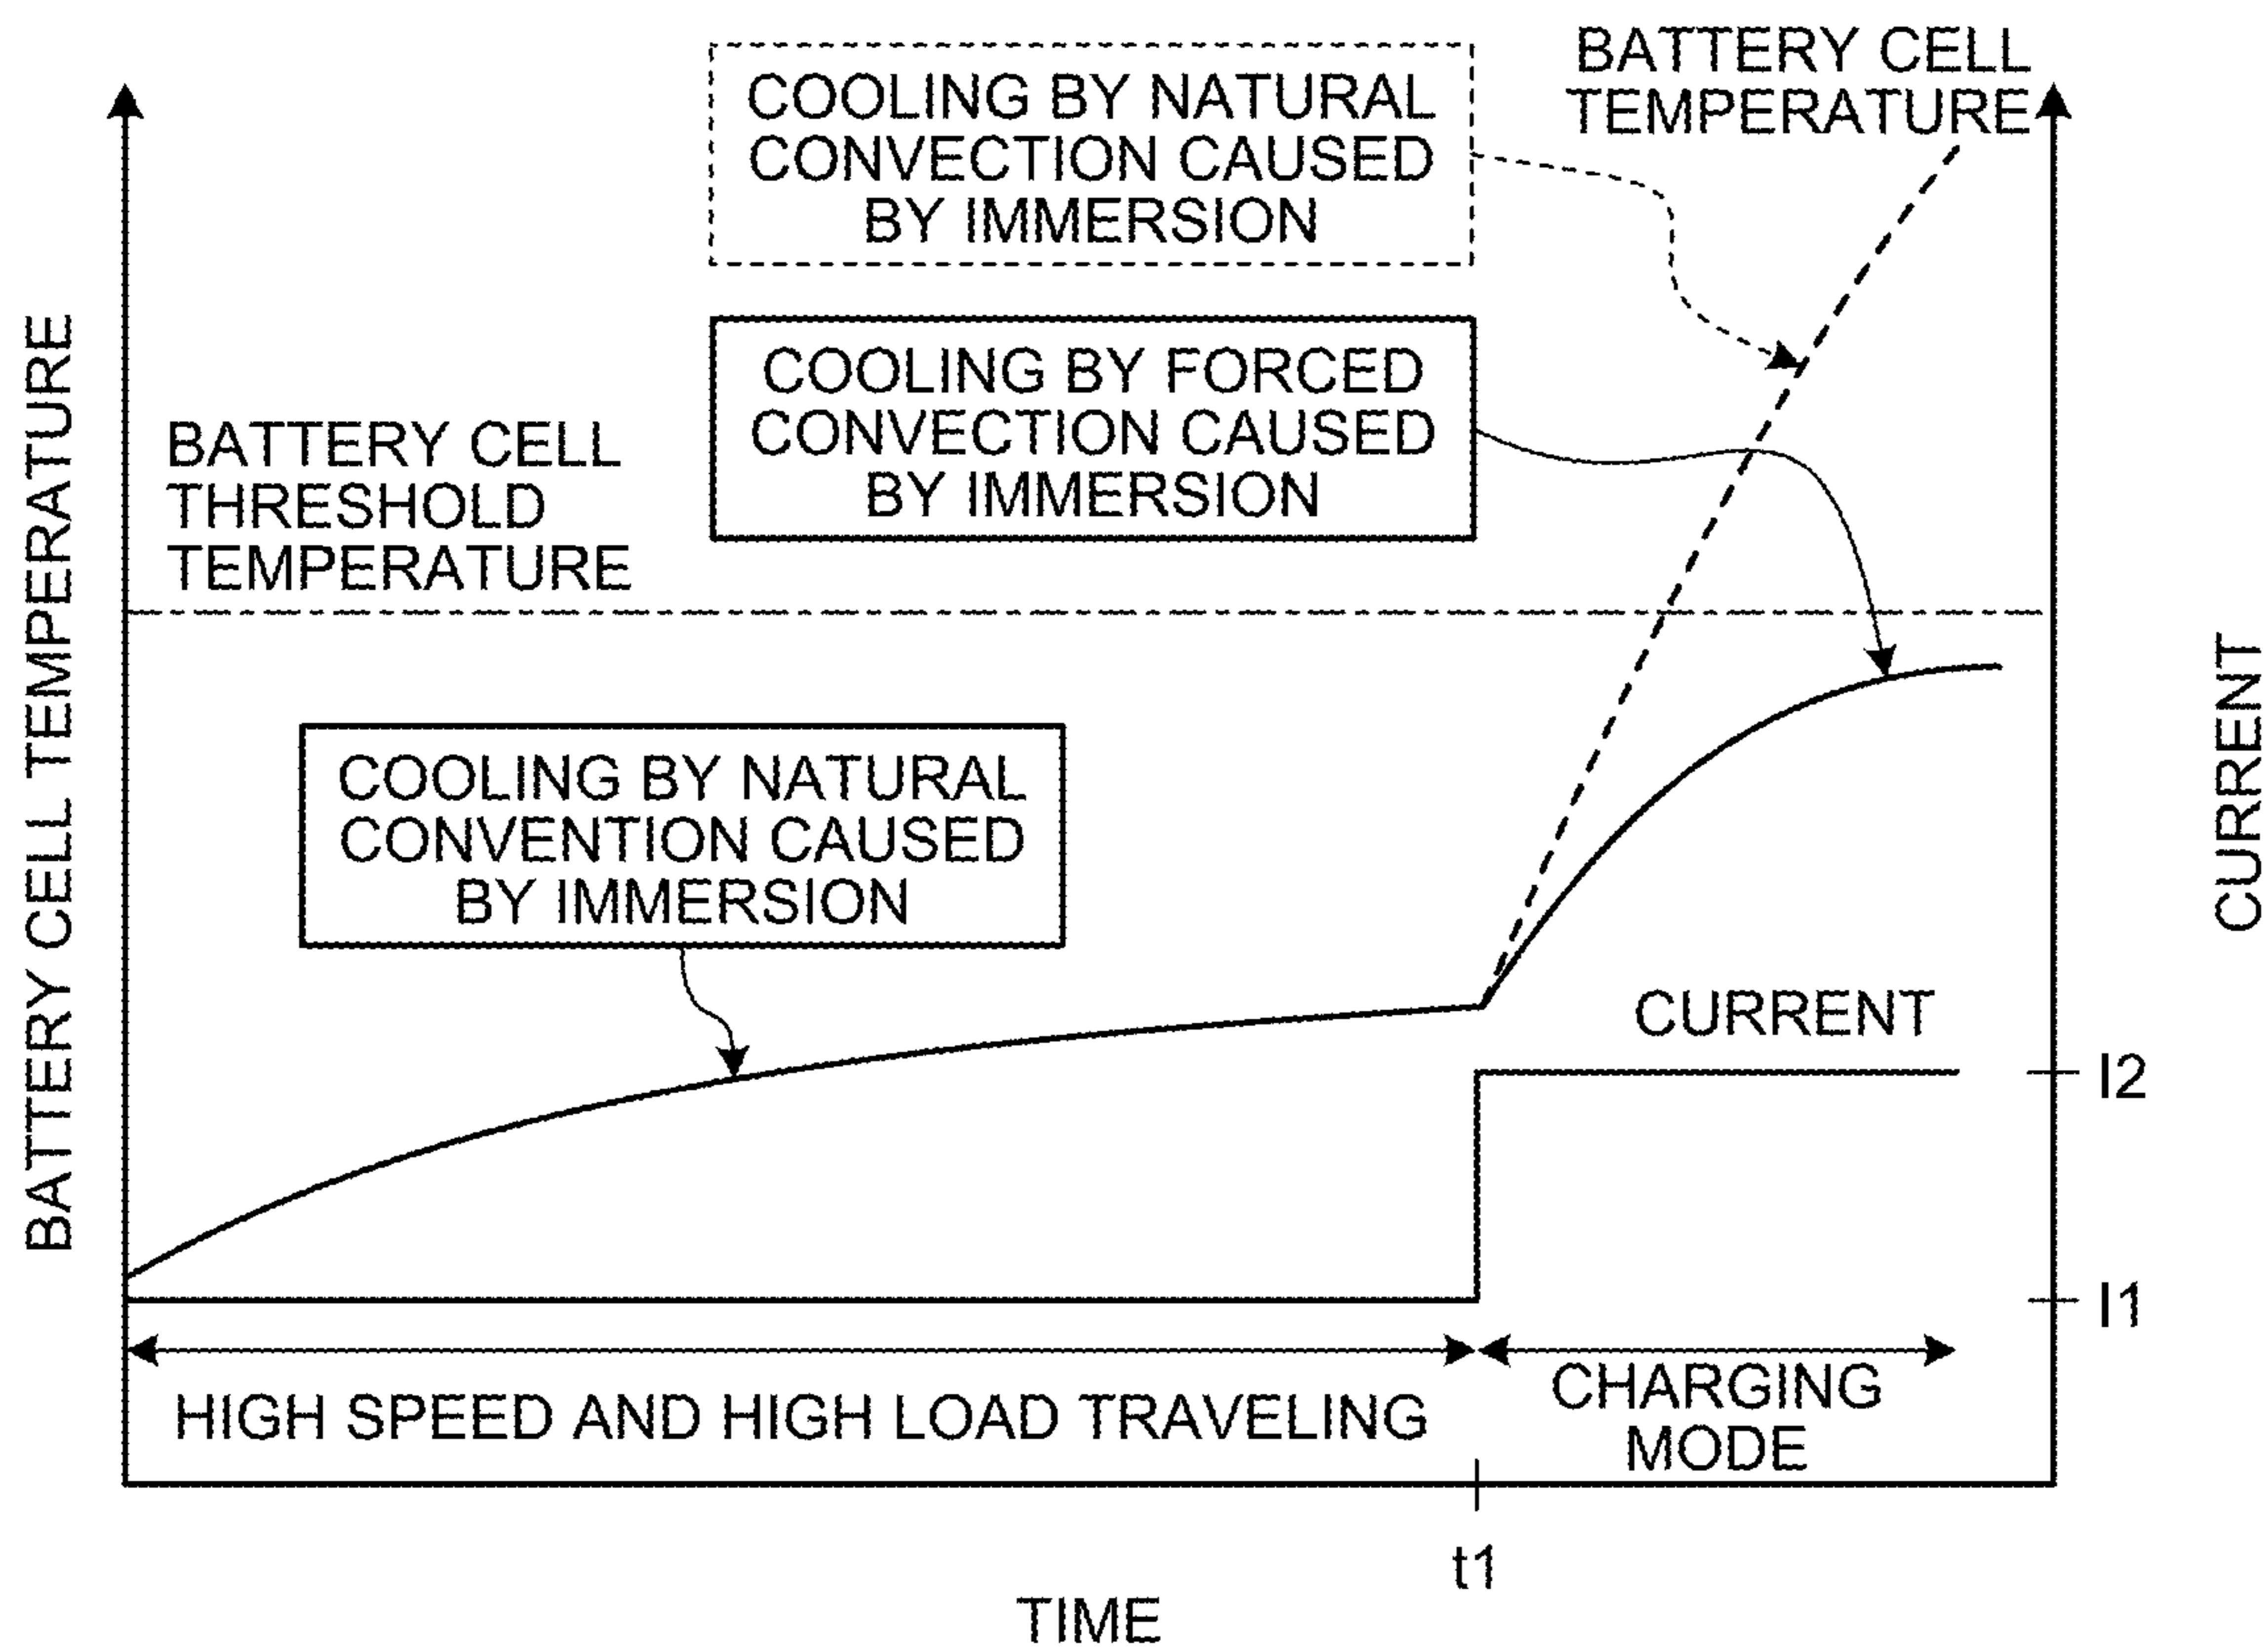 BATTERY CELL
TEMPERATURE
COOLING BY NATURAL
CONVECTION CAUSED
BY IMMERSION
COOLING BY FORCED
CONVECTION CAUSED
BY IMMERSION
BATTERY CELL
THRESHOLD
TEMPERATURE
BATTERY CELL TEMPERATURE
CURRENT
COOLING BY NATURAL
CONVENTION CAUSED
BY IMMERSION
CURRENT
I2
I1
HIGH SPEED AND HIGH LOAD TRAVELING
CHARGING
MODE
t1
TIME